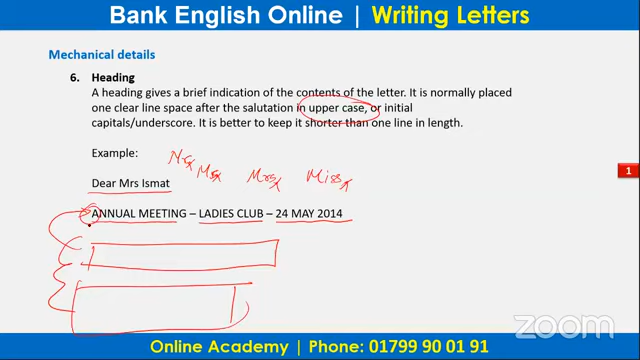 Bank English Online | Writing Letters
Mechanical details
6. Heading
A heading gives a brief indication of the contents of the letter. It is normally placed
one clear line space after the salutation in upper case, or initial
capitals/underscore. It is better to keep it shorter than one line in length.
Example:
Mrs Miss
Dear Mrs Ismat
ANNUAL MEETING – LADIES CLUB – 24 MAY 2014
1
zoom
Online Academy | Phone: 01799 90 01 91